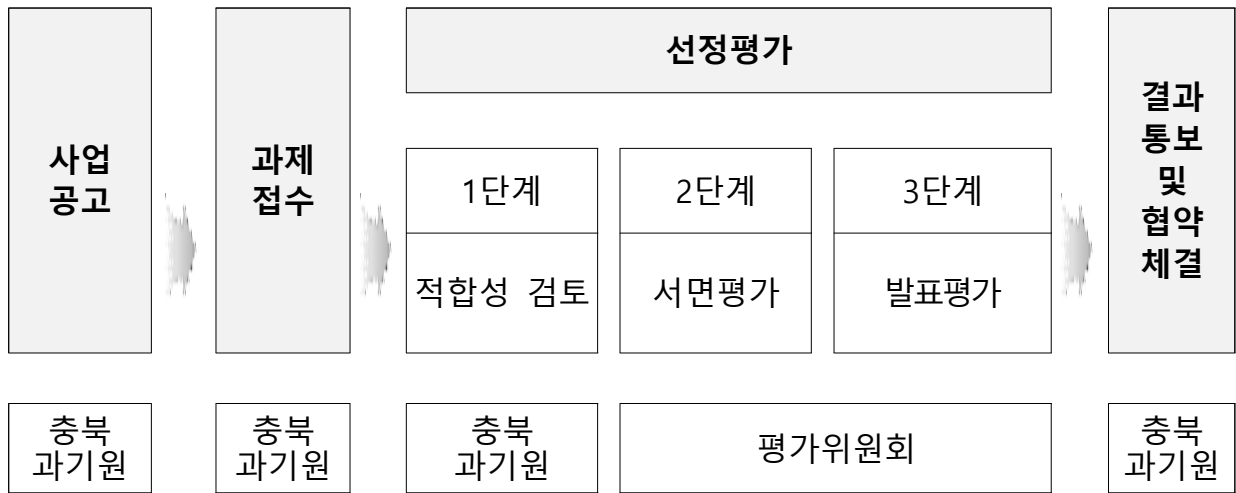 선정평가
사업
공고
과제
접수
1단계
적합성 검토
2단계
서면평가
3단계
발표평가
결과
통보
및
협약
체결
충북
과기원
충북
과기원
충북
과기원
평가위원회
충북
과기원